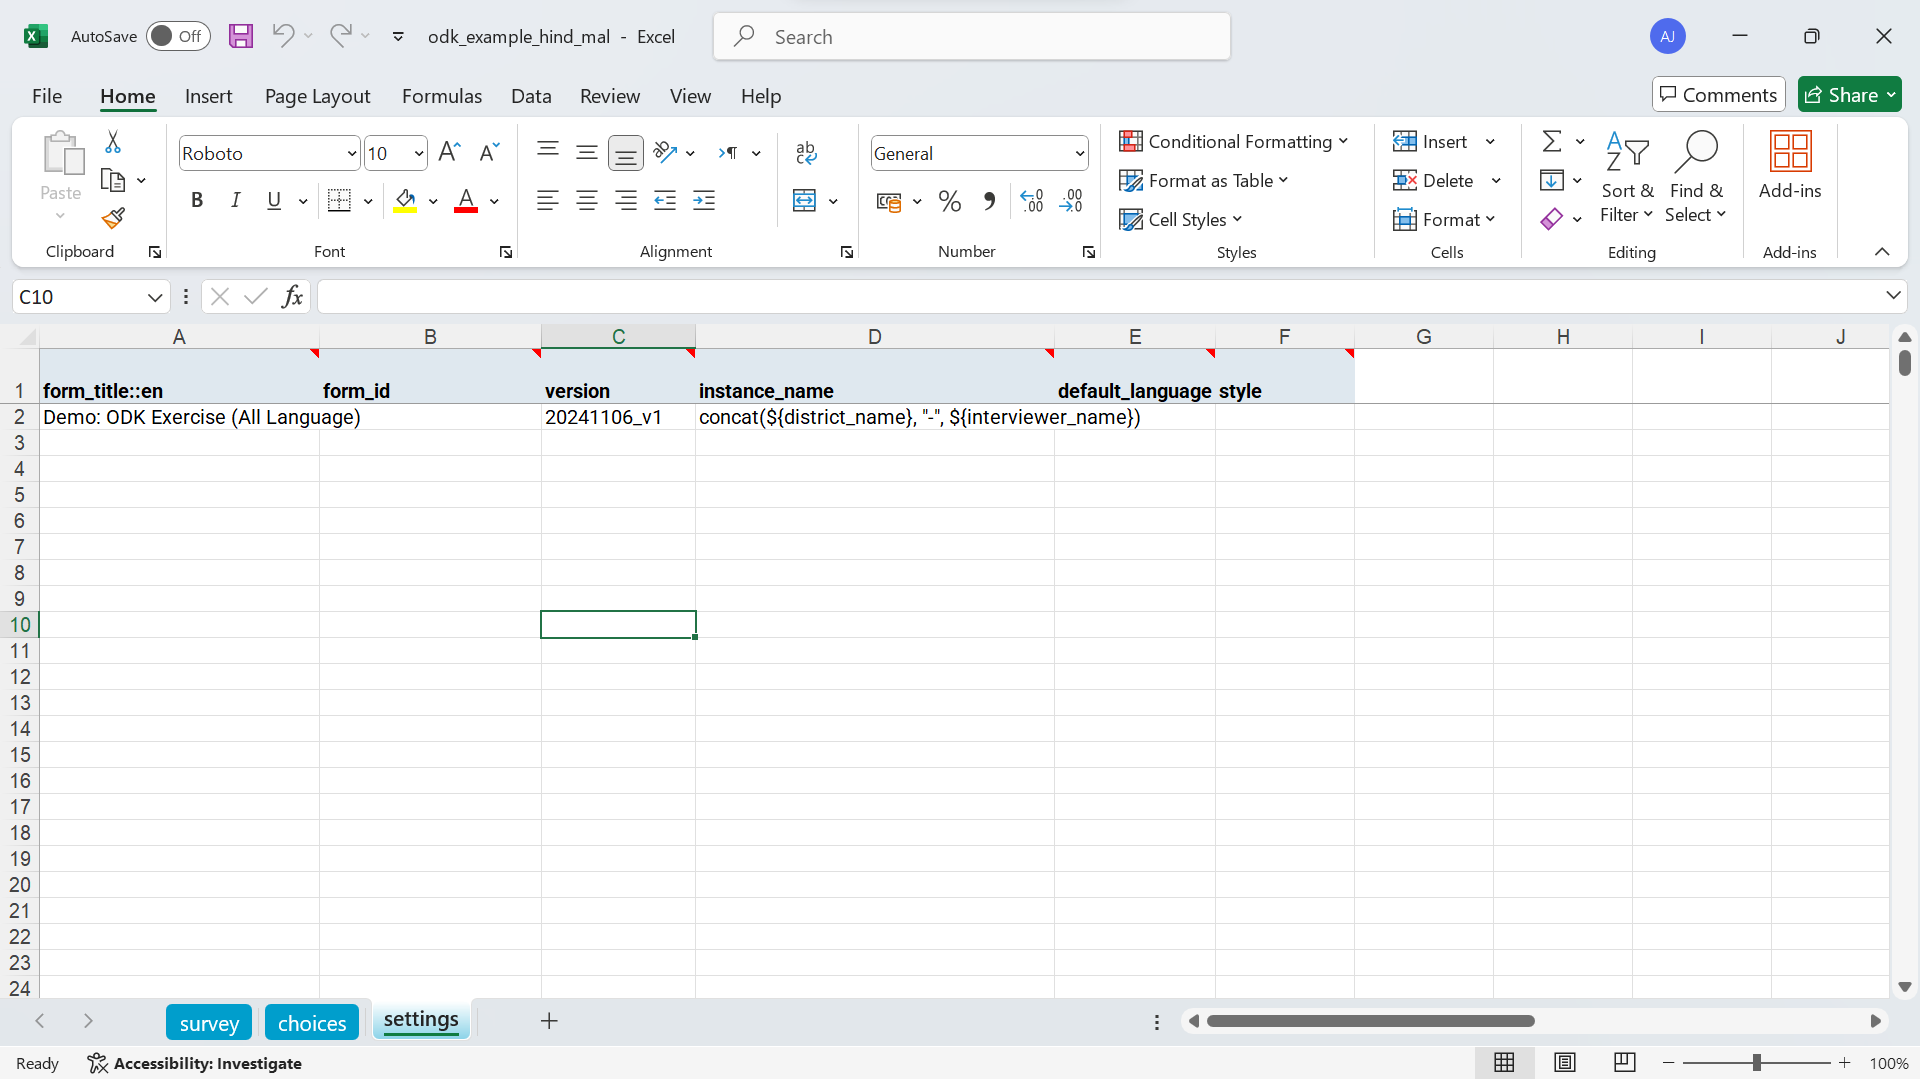 AutoSave Off odk_example_hind_mal - Excel Search AJ
File Home Insert Page Layout Formulas Data Review View Help Comments Share
Paste
Clipboard
Roboto 10
B I U A
Font
ab
Alignment
General
% .00
Number
Conditional Formatting
Format as Table
Cell Styles
Styles
Insert
Delete
Format
Cells
Sort & Filter
Find & Select
Editing
Add-ins
Add-ins
C10 fx
A B C D E F G H I J
1 form_title::en form_id version instance_name default_language style
2 Demo: ODK Exercise (All Language) 20241106_v1 concat(${district_name}, "-", ${interviewer_name})
3
4
5
6
7
8
9
10
11
12
13
14
15
16
17
18
19
20
21
22
23
24
survey choices settings
Ready Accessibility: Investigate 100%